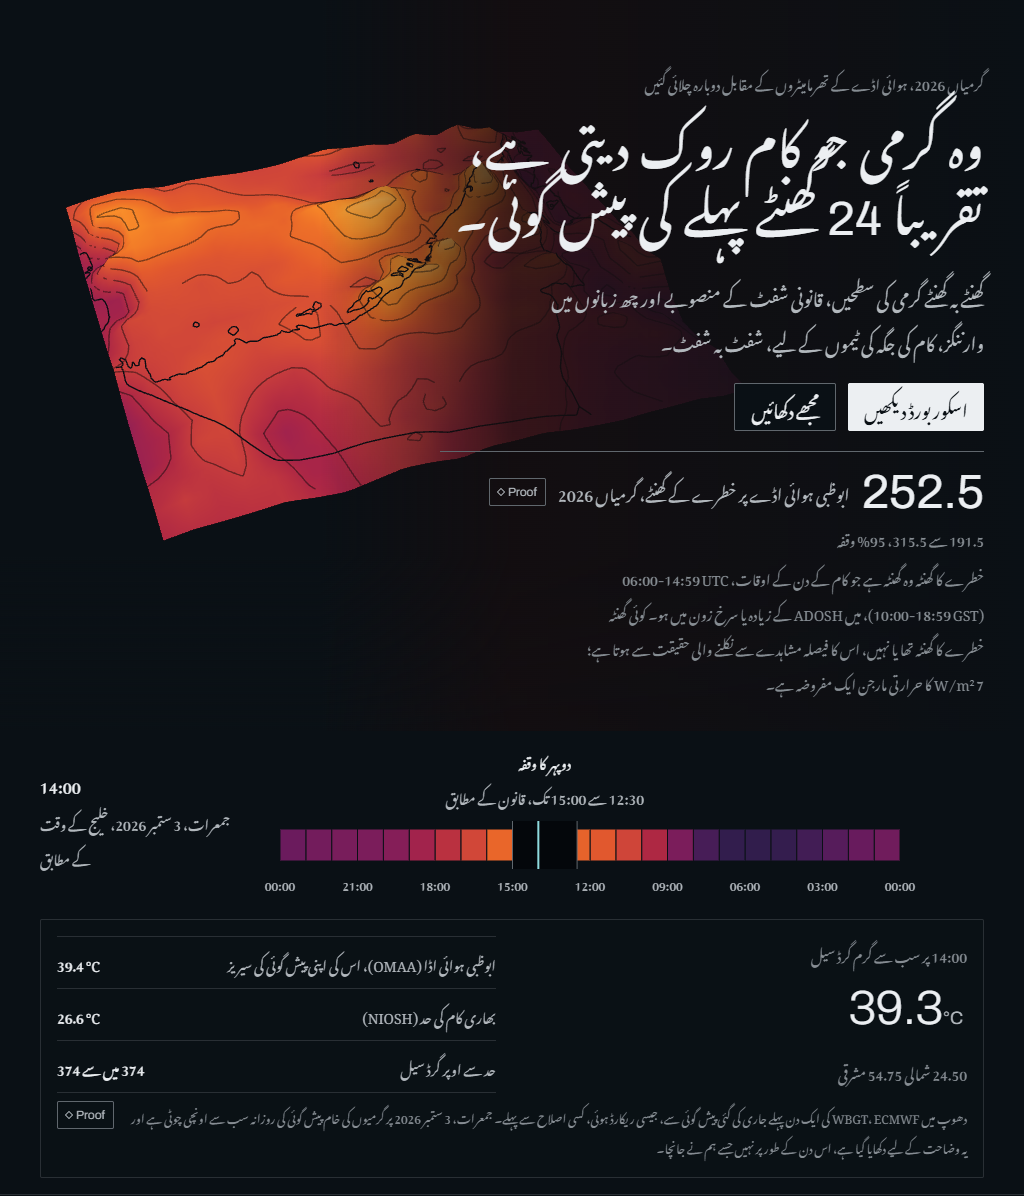 گرمیاں 2026، ہوائی اڈے کے تھرمامیٹروں کے مقابل دوبارہ چلائی گئیں
وہ گرمی جو کام روک دیتی ہے،
تقریباً 24 گھنٹے پہلے کی پیش گوئی۔
گھنٹے بہ گھنٹے گرمی کی سطحیں، قانونی شفٹ کے منصوبے اور چھ زبانوں میں
وارننگز، کام کی جگہ کی ٹیموں کے لیے، شفٹ بہ شفٹ۔
اسکور بورڈ دیکھیں
مجھے دکھائیں
252.5 ابوظبی ہوائی اڈے پر خطرے کے گھنٹے، گرمیاں 2026 ◇ Proof
191.5 سے 315.5، 95% وقفہ
خطرے کا گھنٹہ وہ گھنٹہ ہے جو کام کے دن کے اوقات، 06:00-14:59 UTC
(10:00-18:59 GST)، میں ADOSH کے زیادہ یا سرخ زون میں ہو۔ کوئی گھنٹہ
خطرے کا گھنٹہ تھا یا نہیں، اس کا فیصلہ مشاہدے سے نکلنے والی حقیقت سے ہوتا ہے؛
7 W/m² کا حرارتی مارجن ایک مفروضہ ہے۔
دوپہر کا وقفہ
12:30 سے 15:00 تک، قانون کے مطابق
14:00
جمعرات، 3 ستمبر 2026، خلیج کے وقت
کے مطابق
00:00 21:00 18:00 15:00 12:00 09:00 06:00 03:00 00:00
14:00 پر سب سے گرم گرڈ سیل
39.3°C
24.50 شمالی 54.75 مشرقی
ابوظبی ہوائی اڈا (OMAA)، اس کی اپنی پیش گوئی کی سیریز 39.4 °C
بھاری کام کی حد (NIOSH) 26.6 °C
حد سے اوپر گرڈ سیل 374 میں سے 374
دھوپ میں WBGT، ECMWF کی ایک دن پہلے جاری کی گئی پیش گوئی سے، جیسی ریکارڈ ہوئی، کسی اصلاح سے پہلے۔ جمعرات، 3 ستمبر 2026 پر گرمیوں کی خام پیش گوئی کی روزانہ سب سے اونچی چوٹی ہے اور
یہ وضاحت کے لیے دکھایا گیا ہے، اس دن کے طور پر نہیں جسے ہم نے جانچا۔
◇ Proof